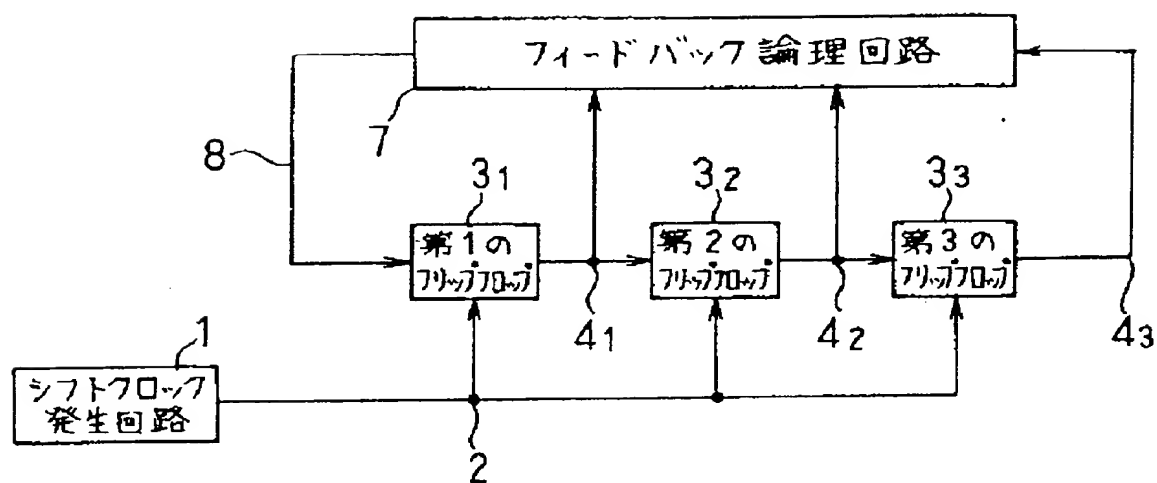 フィードバック論理回路
7
8
31
32
33
第1の
フリップフロップ
第2の
フリップフロップ
第3の
フリップフロップ
41
42
43
1
シフトクロック
発生回路
2